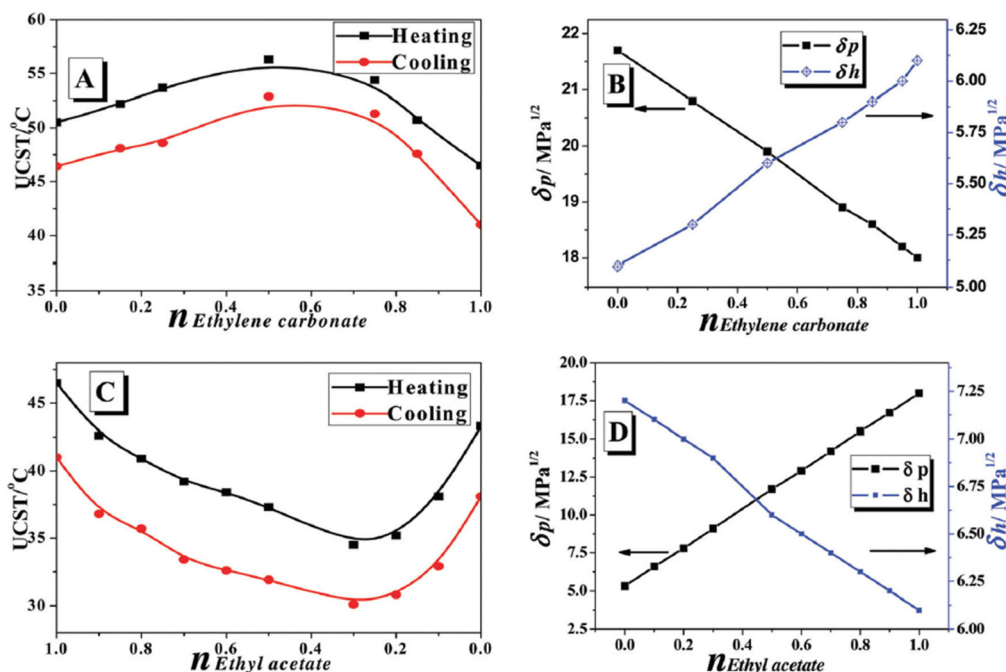 A
Heating
Cooling
UCST/°C
60
55
50
45
40
35
0.0 0.2 0.4 0.6 0.8 1.0
n Ethylene carbonate
B
δp
δh
δp/ MPa1/2
22
21
20
19
18
δh/ MPa1/2
6.25
6.00
5.75
5.50
5.25
5.00
0.0 0.2 0.4 0.6 0.8 1.0
n Ethylene carbonate
C
Heating
Cooling
UCST/°C
45
40
35
30
1.0 0.8 0.6 0.4 0.2 0.0
n Ethyl acetate
D
δ p
δ h
δp/ MPa1/2
20.0
17.5
15.0
12.5
10.0
7.5
5.0
2.5
δh/ MPa1/2
7.25
7.00
6.75
6.50
6.25
6.00
0.0 0.2 0.4 0.6 0.8 1.0
n Ethyl acetate